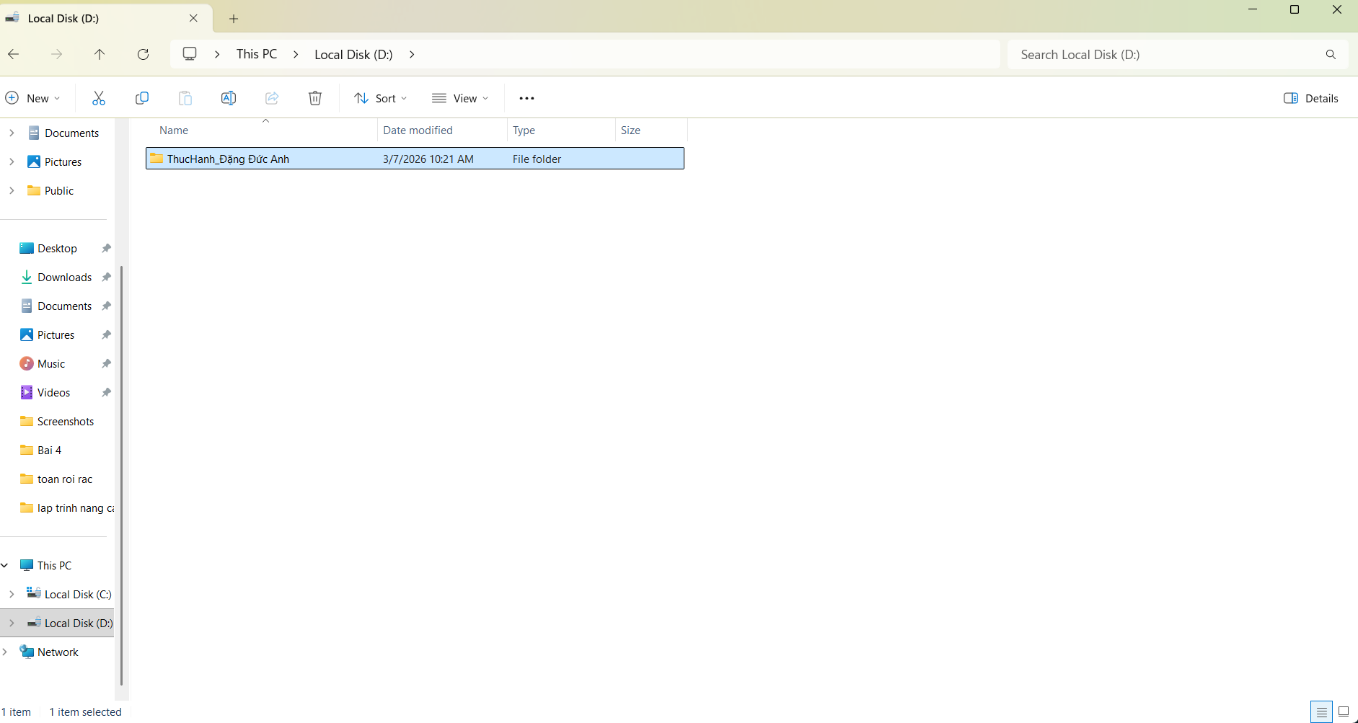 Local Disk (D:)
This PC > Local Disk (D:) >
Search Local Disk (D:)
New
Sort
View
Details
Documents
Pictures
Public
Desktop
Downloads
Documents
Pictures
Music
Videos
Screenshots
Bai 4
toan roi rac
lap trinh nang ca
This PC
Local Disk (C:)
Local Disk (D:)
Network
Name Date modified Type Size
ThucHanh_Đặng Đức Anh 3/7/2026 10:21 AM File folder
1 item 1 item selected